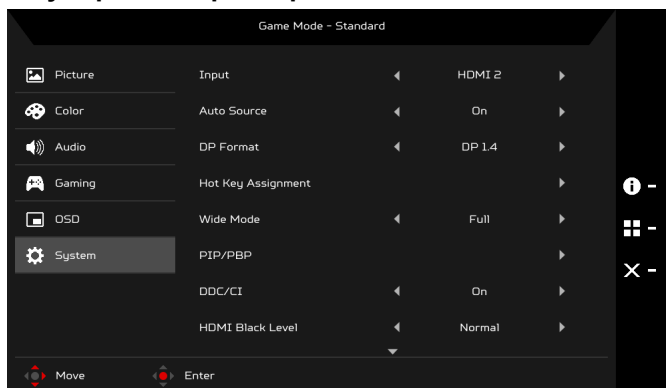 Game Mode - Standard
Picture
Input HDMI 2
Color
Auto Source On
Audio
DP Format DP 1.4
Gaming
Hot Key Assignment
OSD
Wide Mode Full
System
PIP/PBP
DDC/CI On
HDMI Black Level Normal
Move Enter